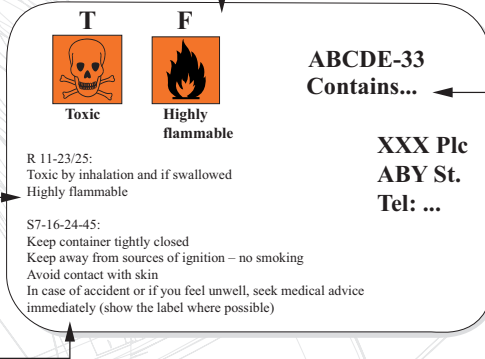 T
F
Toxic
Highly
flammable
ABCDE-33
Contains...
XXX Plc
ABY St.
Tel: ...
R 11-23/25:
Toxic by inhalation and if swallowed
Highly flammable
S7-16-24-45:
Keep container tightly closed
Keep away from sources of ignition – no smoking
Avoid contact with skin
In case of accident or if you feel unwell, seek medical advice
immediately (show the label where possible)